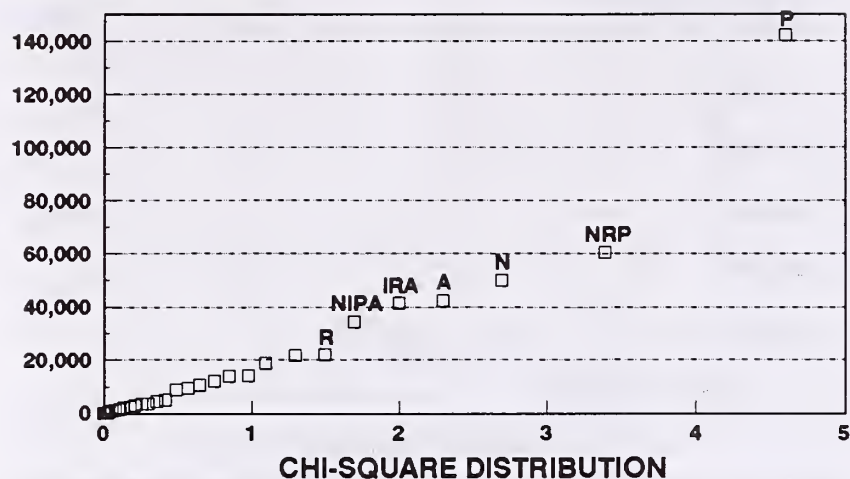 P
140,000
120,000
100,000
80,000
NRP
60,000
N
IRA A
NIPA
40,000
R
20,000
0
0 1 2 3 4 5
CHI-SQUARE DISTRIBUTION